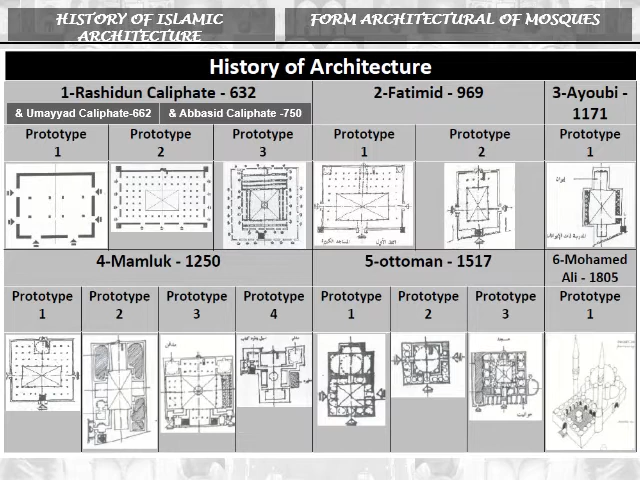 HISTORY OF ISLAMIC
ARCHITECTURE
FORM ARCHITECTURAL OF MOSQUES
History of Architecture
1-Rashidun Caliphate - 632
& Umayyad Caliphate-662
& Abbasid Caliphate -750
2-Fatimid - 969
3-Ayoubi -
1171
Prototype
1
Prototype
2
Prototype
3
Prototype
1
Prototype
2
Prototype
1
4-Mamluk - 1250
5-ottoman - 1517
6-Mohamed
Ali - 1805
Prototype
1
Prototype
2
Prototype
3
Prototype
4
Prototype
1
Prototype
2
Prototype
3
Prototype
1